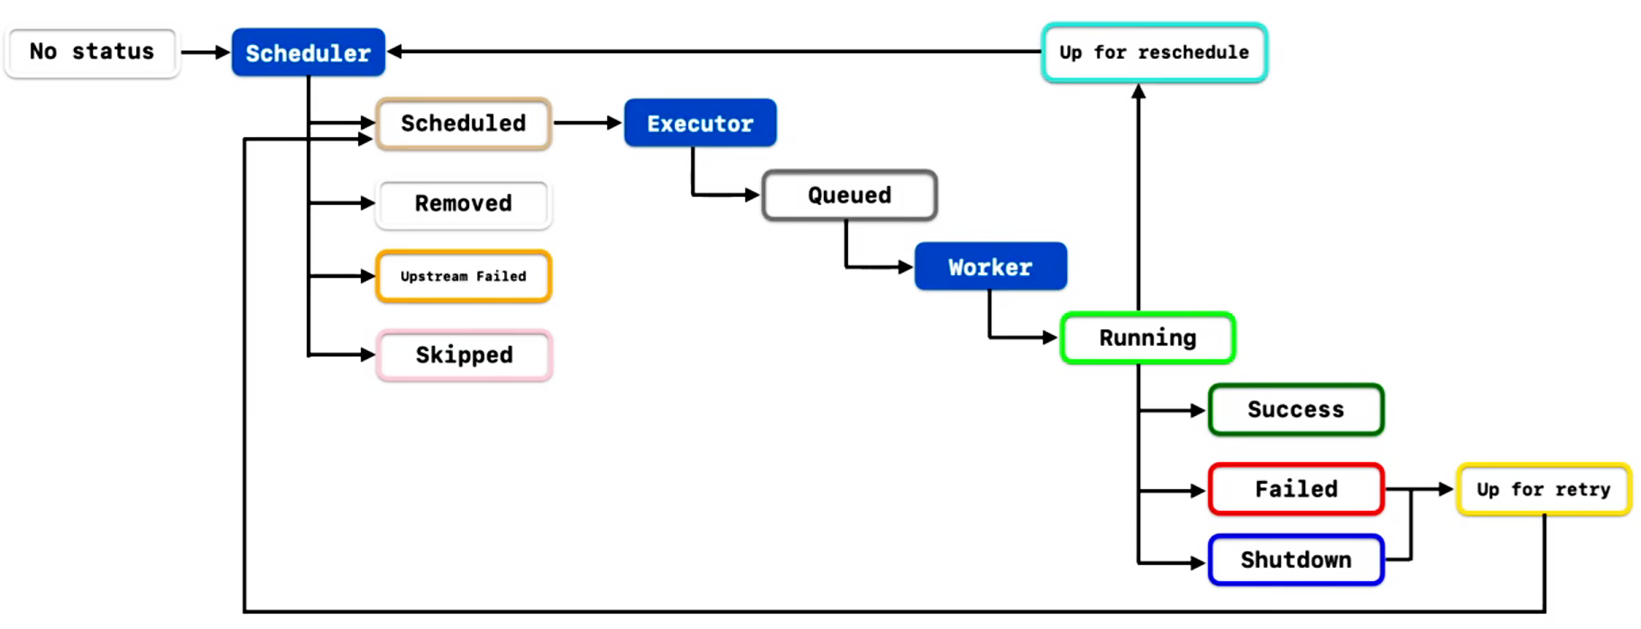 No status
Scheduler
Up for reschedule
Scheduled
Executor
Queued
Removed
Worker
Upstream Failed
Running
Skipped
Success
Failed
Up for retry
Shutdown